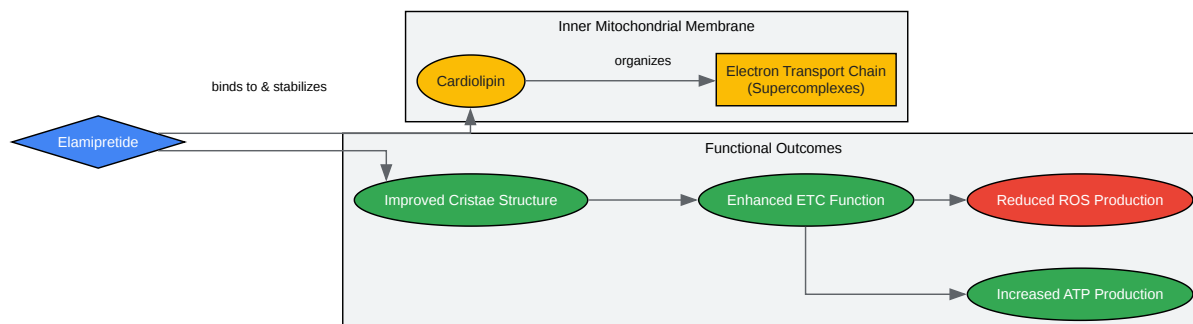 Inner Mitochondrial Membrane
organizes
Cardiolipin
Electron Transport Chain
(Supercomplexes)
binds to & stabilizes
Elamipretide
Functional Outcomes
Improved Cristae Structure
Enhanced ETC Function
Reduced ROS Production
Increased ATP Production